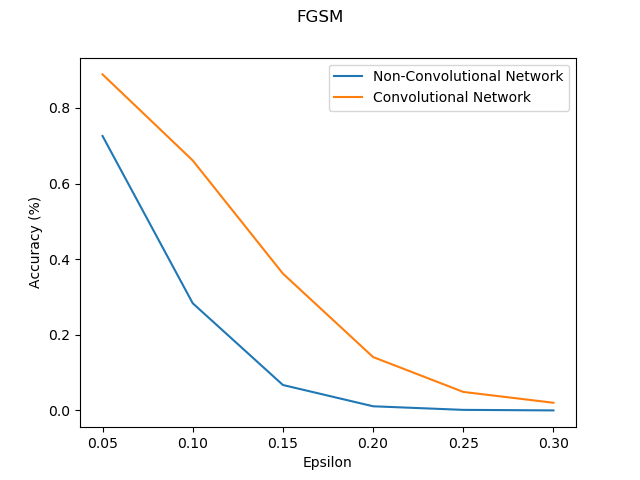 FGSM
Non-Convolutional Network
Convolutional Network
Accuracy (%)
0.8
0.6
0.4
0.2
0.0
0.05 0.10 0.15 0.20 0.25 0.30
Epsilon